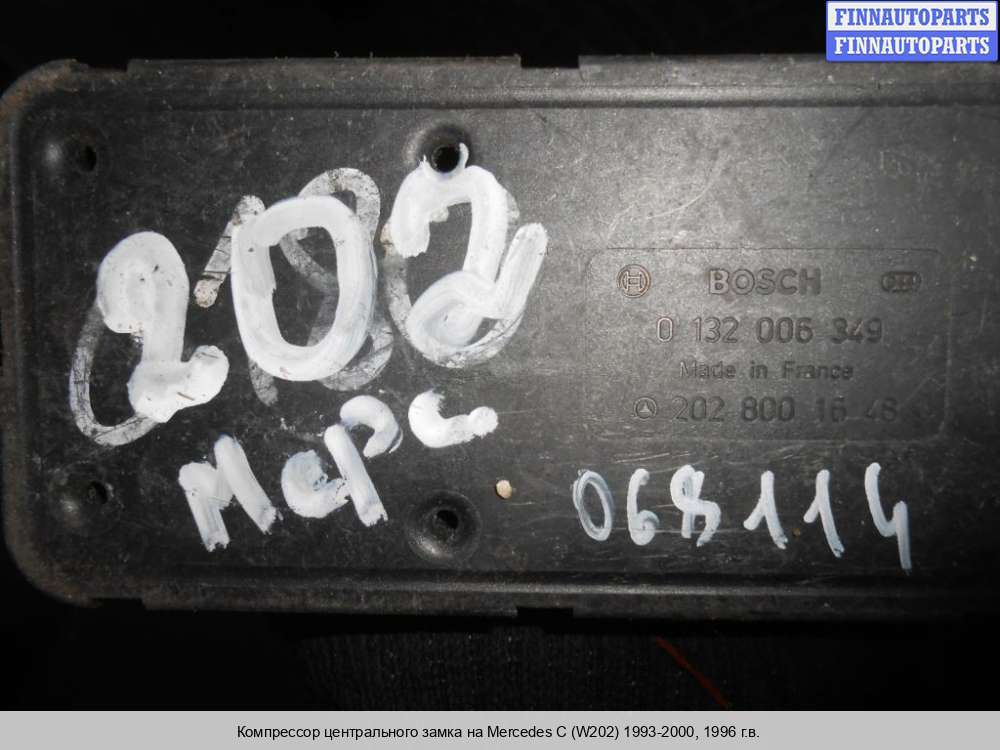 FINNAUTOPARTS
FINNAUTOPARTS
202
Мерс
BOSCH
0 132 006 349
Made in France
202 800 16 48
068114
Компрессор центрального замка на Mercedes C (W202) 1993-2000, 1996 г.в.